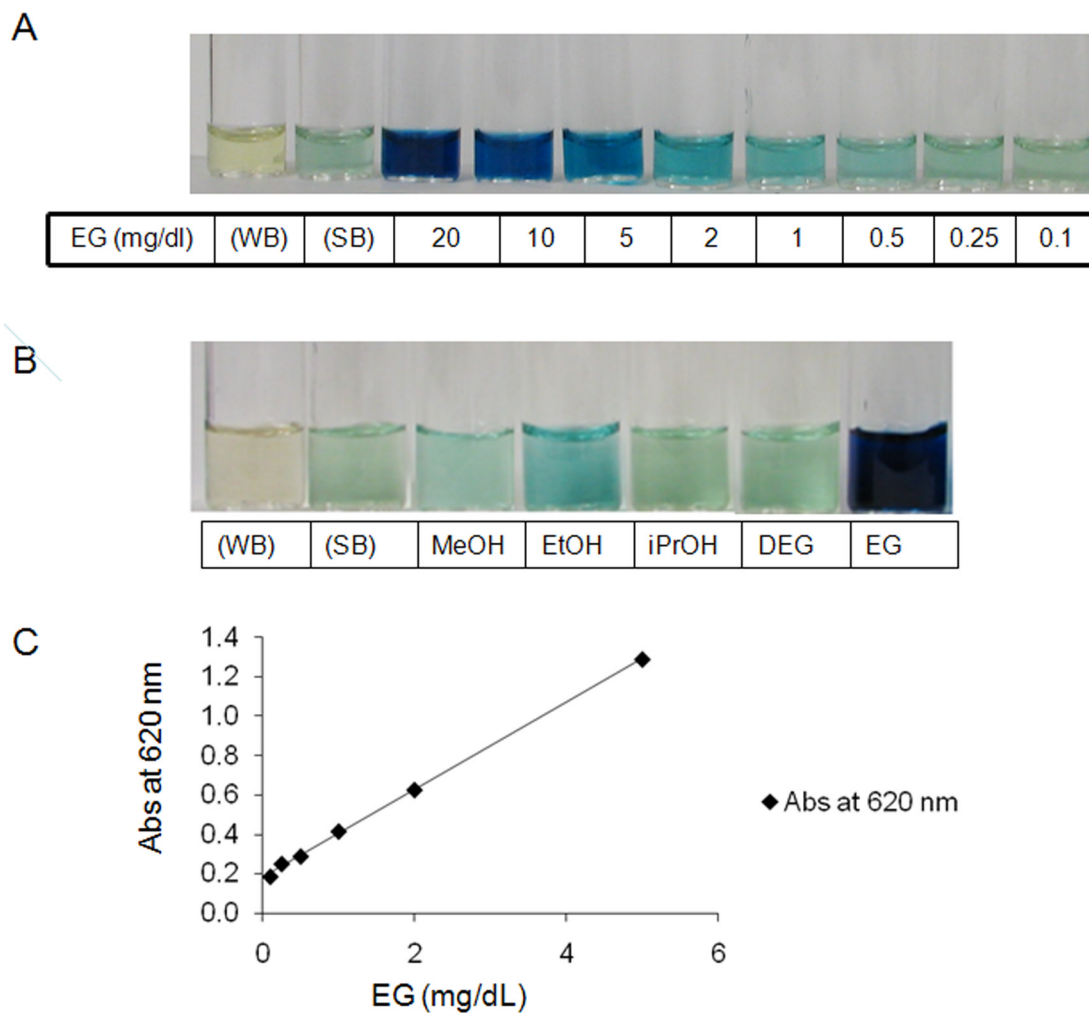 A
EG (mg/dl) (WB) (SB) 20 10 5 2 1 0.5 0.25 0.1
B
(WB) (SB) MeOH EtOH iPrOH DEG EG
C
1.4
1.2
1.0
0.8
0.6
0.4
0.2
0.0
0 2 4 6
Abs at 620 nm
EG (mg/dL)
Abs at 620 nm